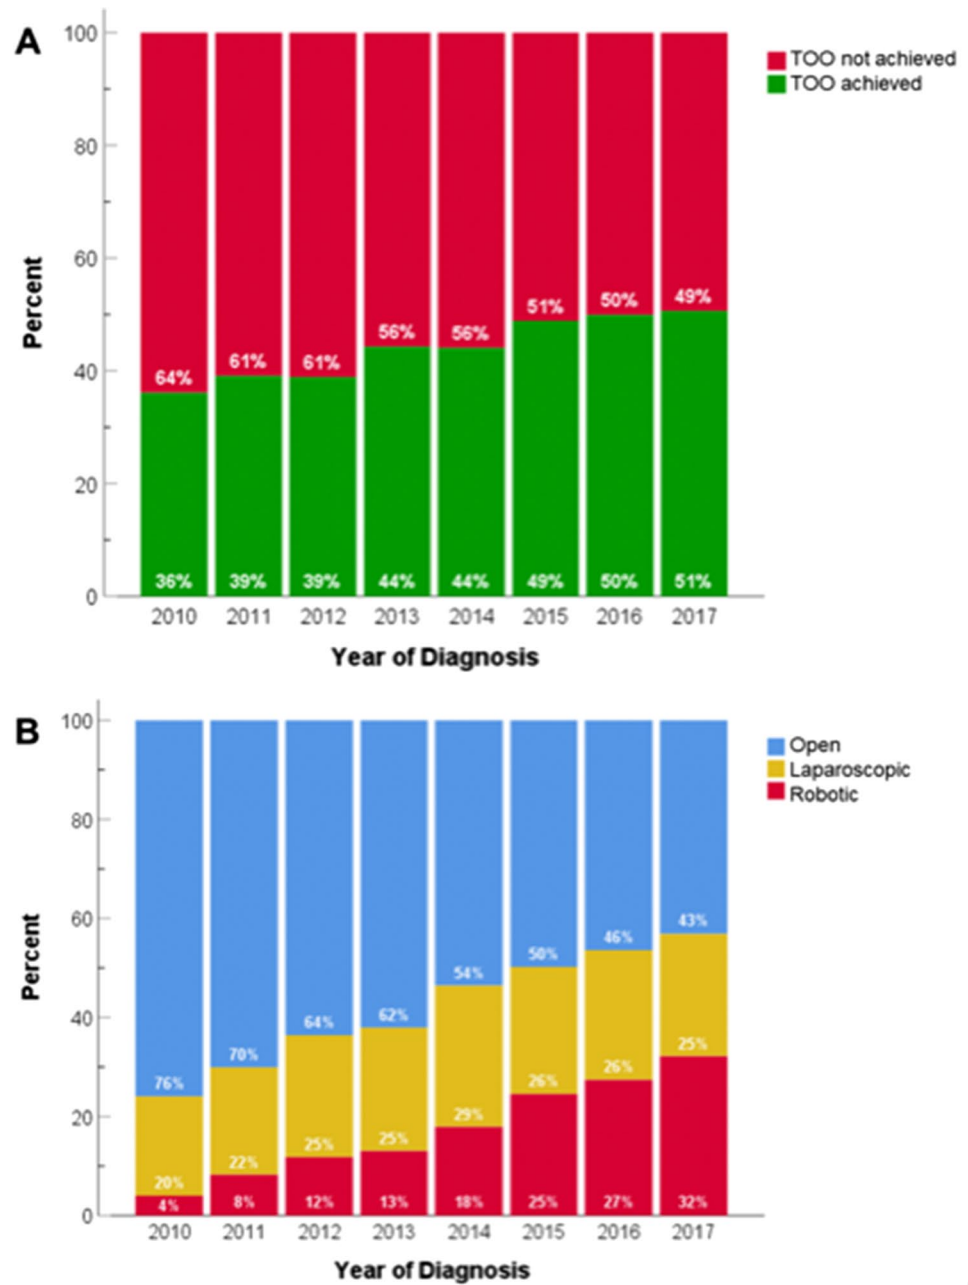 A
100
TOO not achieved
TOO achieved
80
60
51% 50% 49%
56% 56%
61% 61%
64%
40
Percent
20
36% 39% 39% 44% 44% 49% 50% 51%
0
2010 2011 2012 2013 2014 2015 2016 2017
Year of Diagnosis
B
100
Open
Laparoscopic
Robotic
80
60
43%
46%
50%
54%
62%
64%
40
70%
76%
Percent
25%
26%
26%
29%
25%
25%
22%
20%
20
4% 8% 12% 13% 18% 25% 27% 32%
0
2010 2011 2012 2013 2014 2015 2016 2017
Year of Diagnosis